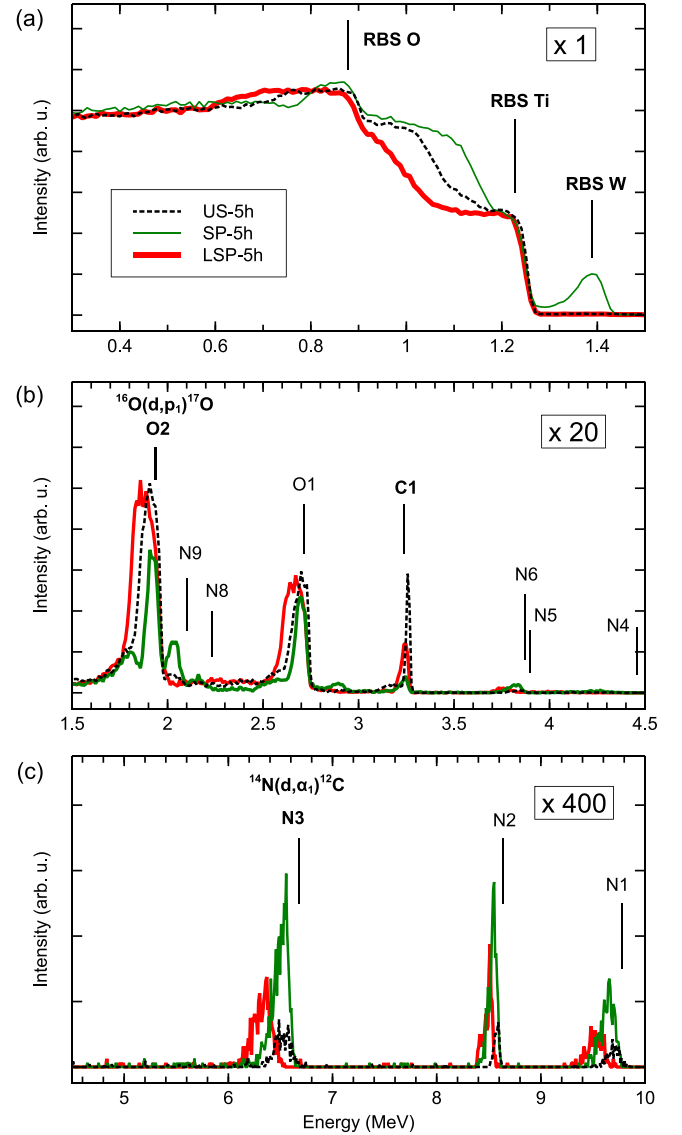 (a)
RBS O
x 1
RBS Ti
RBS W
Intensity (arb. u.)
US-5h
SP-5h
LSP-5h
0.4 0.6 0.8 1 1.2 1.4
(b)
¹⁶O(d,p₁)¹⁷O
O2
x 20
O1
C1
N9
N8
N6
N5
N4
Intensity (arb. u.)
1.5 2 2.5 3 3.5 4 4.5
(c)
¹⁴N(d,α₁)¹²C
N3
x 400
N2
N1
Intensity (arb. u.)
5 6 7 8 9 10
Energy (MeV)